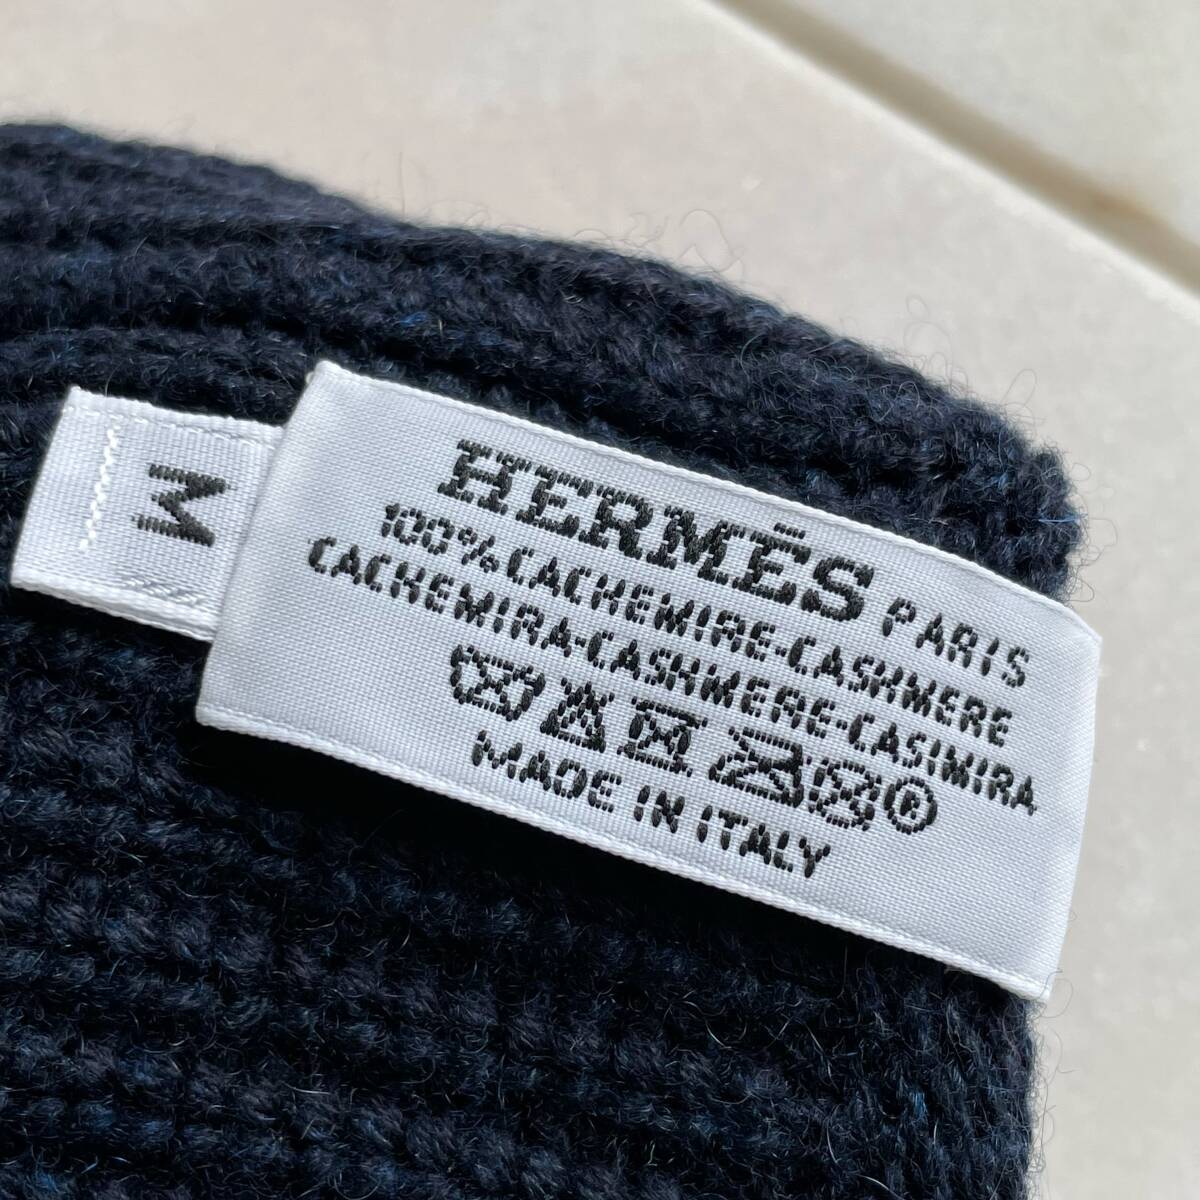 HERMÈS PARIS
100%CACHEMIRE-CASHMERE
CACHEMIRA-CASHMERE-CASIMIRA
MADE IN ITALY
M